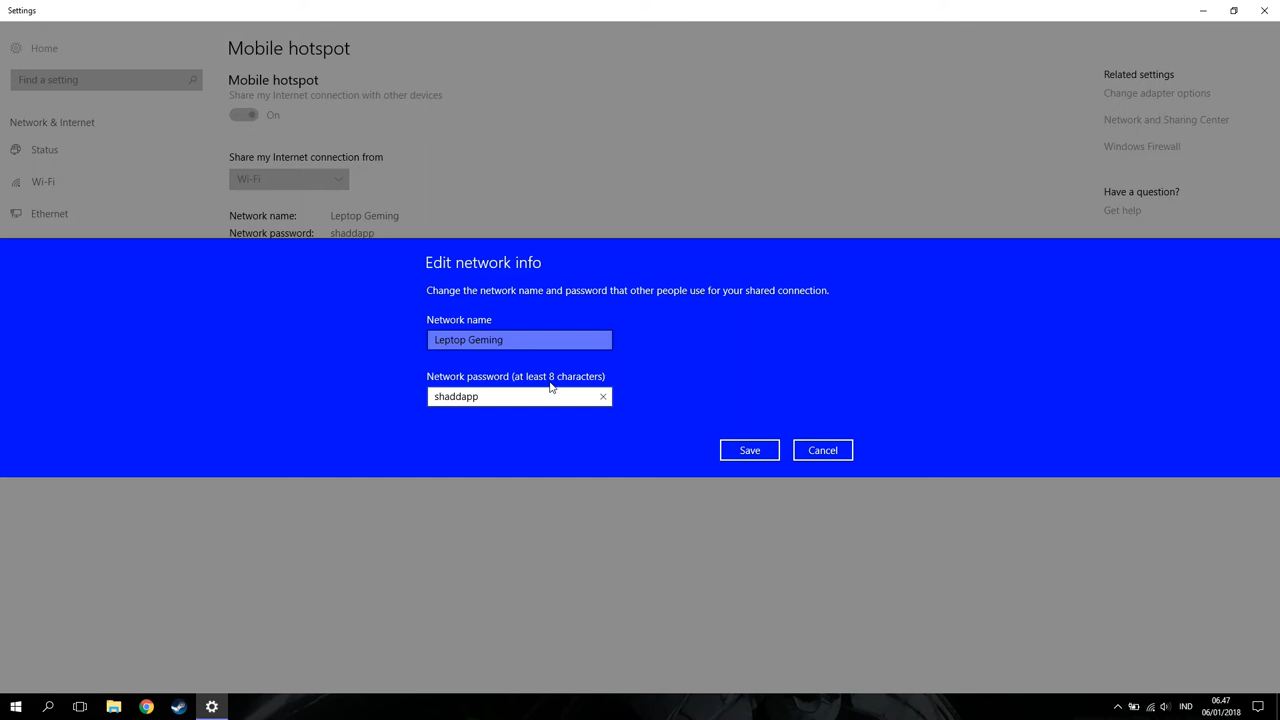 Settings
Home
Find a setting
Network & Internet
Status
Wi-Fi
Ethernet
Mobile hotspot
Mobile hotspot
Share my Internet connection with other devices
On
Share my Internet connection from
Wi-Fi
Network name: Leptop Geming
Network password: shaddapp
Related settings
Change adapter options
Network and Sharing Center
Windows Firewall
Have a question?
Get help
Edit network info
Change the network name and password that other people use for your shared connection.
Network name
Leptop Geming
Network password (at least 8 characters)
shaddapp
Save
Cancel
IND
06.47
06/01/2018